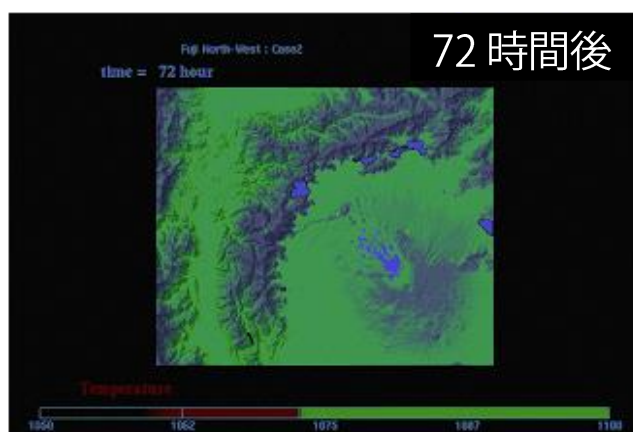 72 時間後
Fuji North-West : Case2
time = 72 hour
Temperature
1050 1062 1075 1087 1100